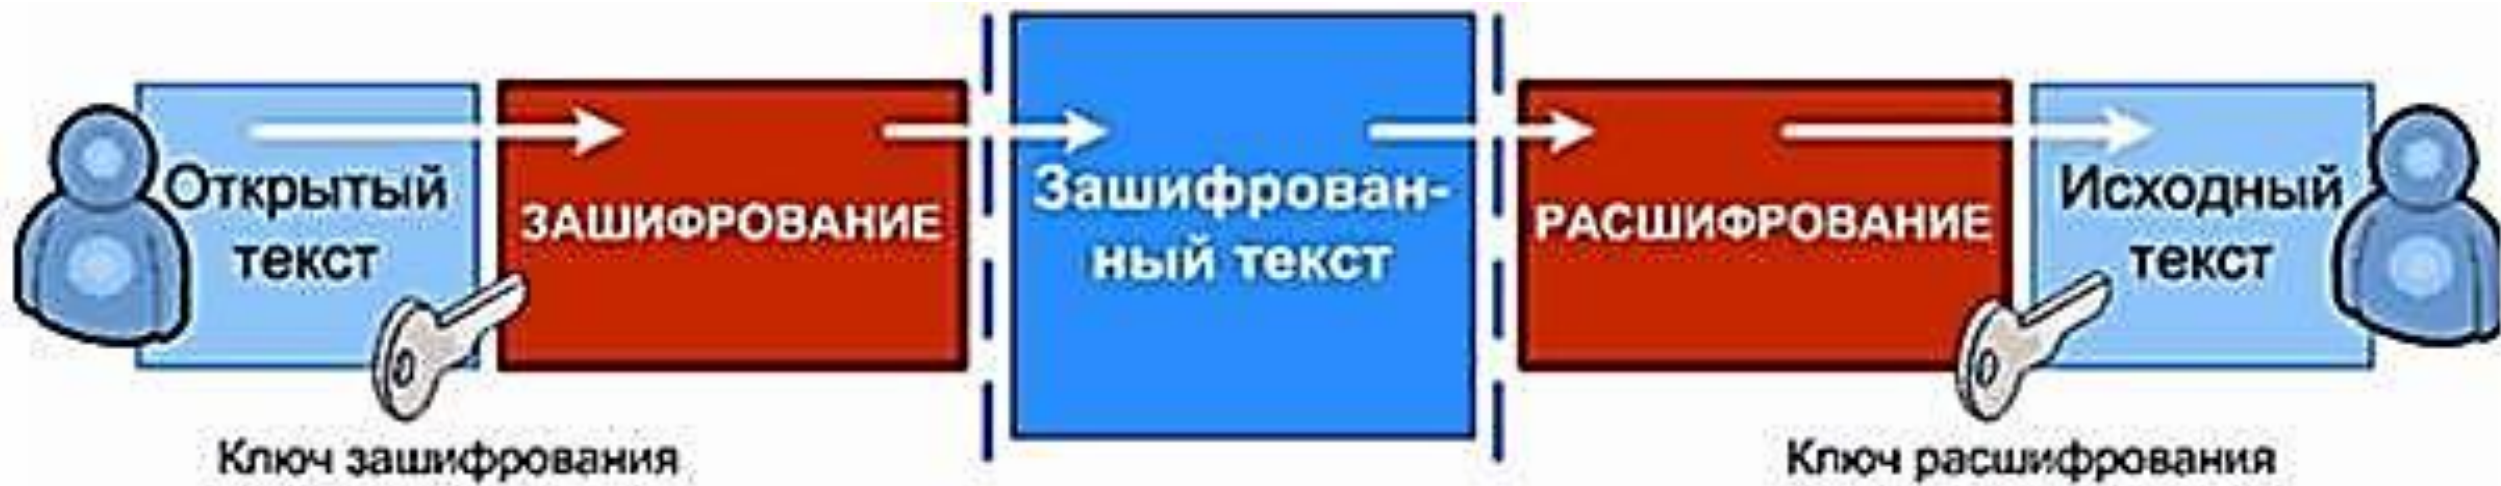 Открытый
текст
ЗАШИФРОВАНИЕ
Зашифрован-
ный текст
РАСШИФРОВАНИЕ
Исходный
текст
Ключ зашифрования
Ключ расшифрования